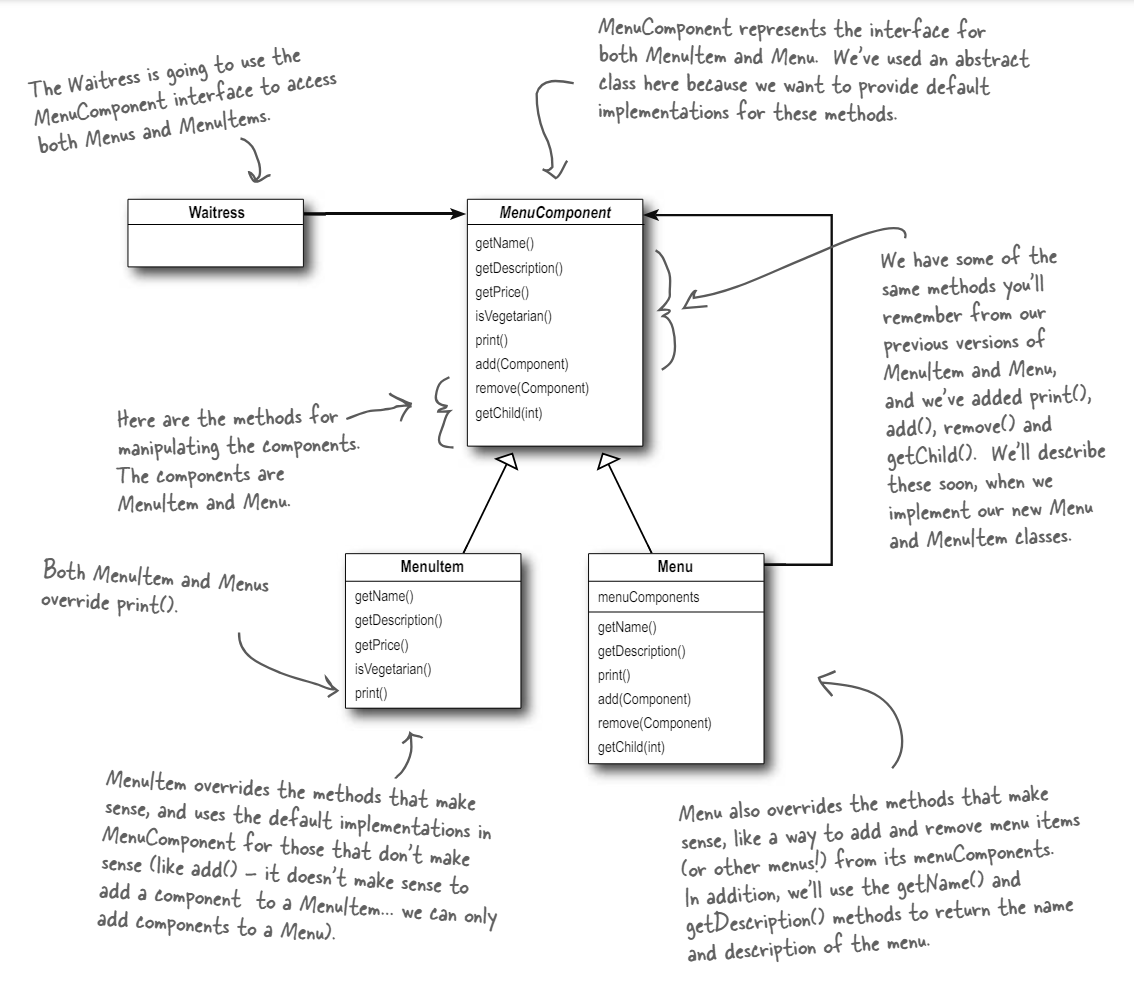 MenuComponent represents the interface for
both MenuItem and Menu. We've used an abstract
class here because we want to provide default
implementations for these methods.
The Waitress is going to use the
MenuComponent interface to access
both Menus and MenuItems.
Waitress
MenuComponent
getName()
getDescription()
getPrice()
isVegetarian()
print()
add(Component)
remove(Component)
getChild(int)
We have some of the
same methods you'll
remember from our
previous versions of
MenuItem and Menu,
and we've added print(),
add(), remove() and
getChild(). We'll describe
these soon, when we
implement our new Menu
and MenuItem classes.
Here are the methods for
manipulating the components.
The components are
MenuItem and Menu.
Both MenuItem and Menus
override print().
MenuItem
getName()
getDescription()
getPrice()
isVegetarian()
print()
Menu
menuComponents
getName()
getDescription()
print()
add(Component)
remove(Component)
getChild(int)
MenuItem overrides the methods that make
sense, and uses the default implementations in
MenuComponent for those that don't make
sense (like add() – it doesn't make sense to
add a component to a MenuItem... we can only
add components to a Menu).
Menu also overrides the methods that make
sense, like a way to add and remove menu items
(or other menus!) from its menuComponents.
In addition, we'll use the getName() and
getDescription() methods to return the name
and description of the menu.